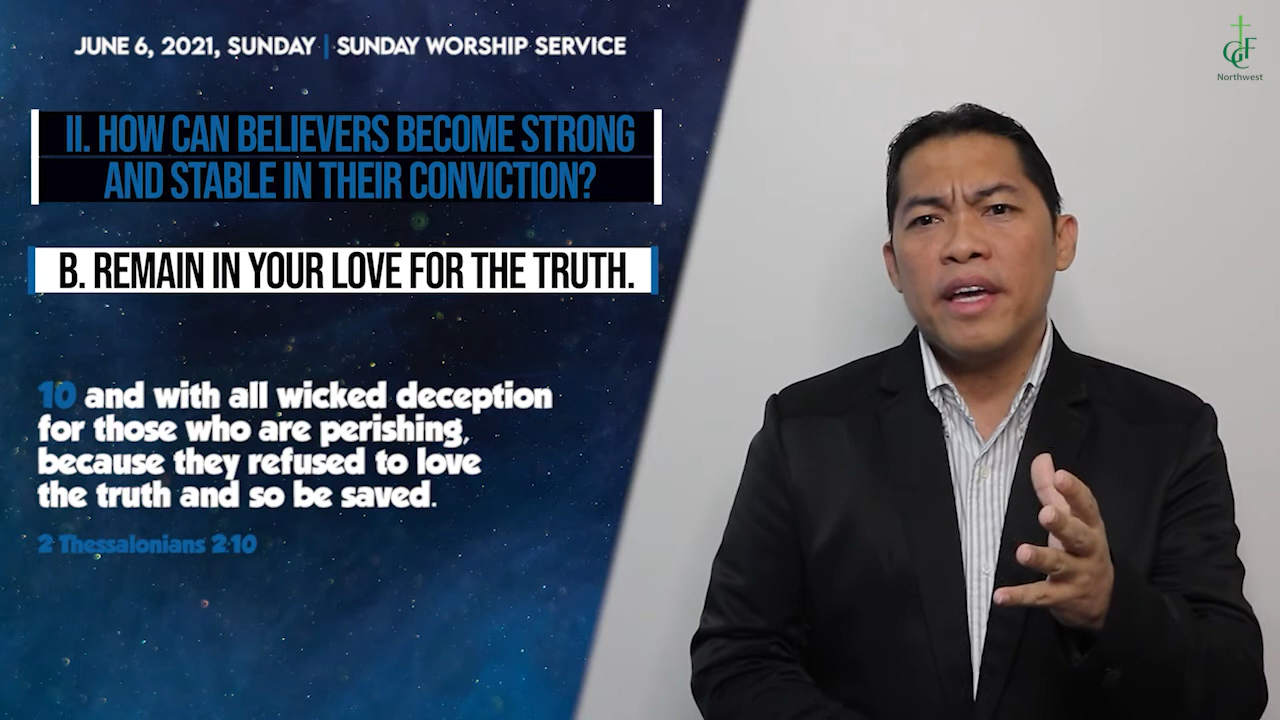 JUNE 6, 2021, SUNDAY | SUNDAY WORSHIP SERVICE
II. HOW CAN BELIEVERS BECOME STRONG
AND STABLE IN THEIR CONVICTION?
B. REMAIN IN YOUR LOVE FOR THE TRUTH.
10 and with all wicked deception
for those who are perishing,
because they refused to love
the truth and so be saved.
2 Thessalonians 2:10
GCF
Northwest